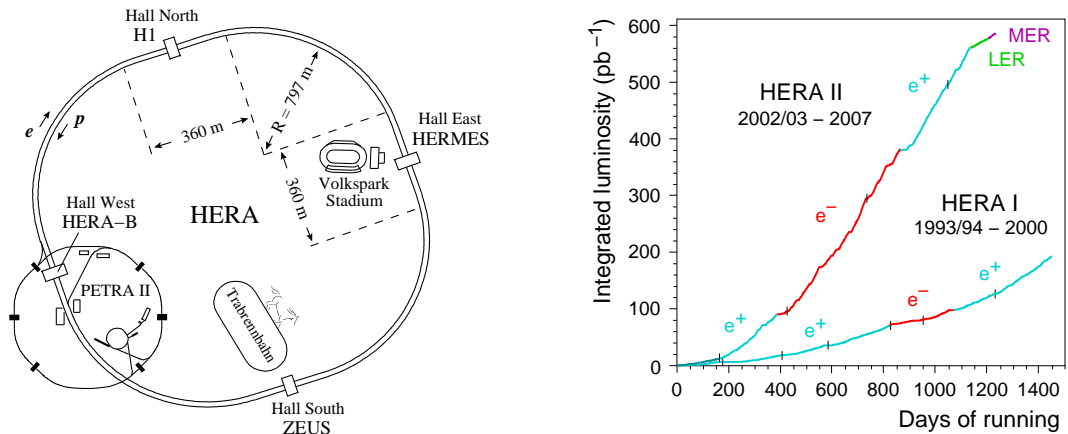 Hall North
H1
e
p
360 m
R = 797 m
Hall East
HERMES
360 m
Volkspark
Stadium
Hall West
HERA−B
HERA
PETRA II
Trabrennbahn
Hall South
ZEUS
Integrated luminosity (pb−1)
600
500
400
300
200
100
0
MER
LER
e+
HERA II
2002/03 − 2007
e−
HERA I
1993/94 − 2000
e+
e−
e+
e+
0 200 400 600 800 1000 1200 1400
Days of running